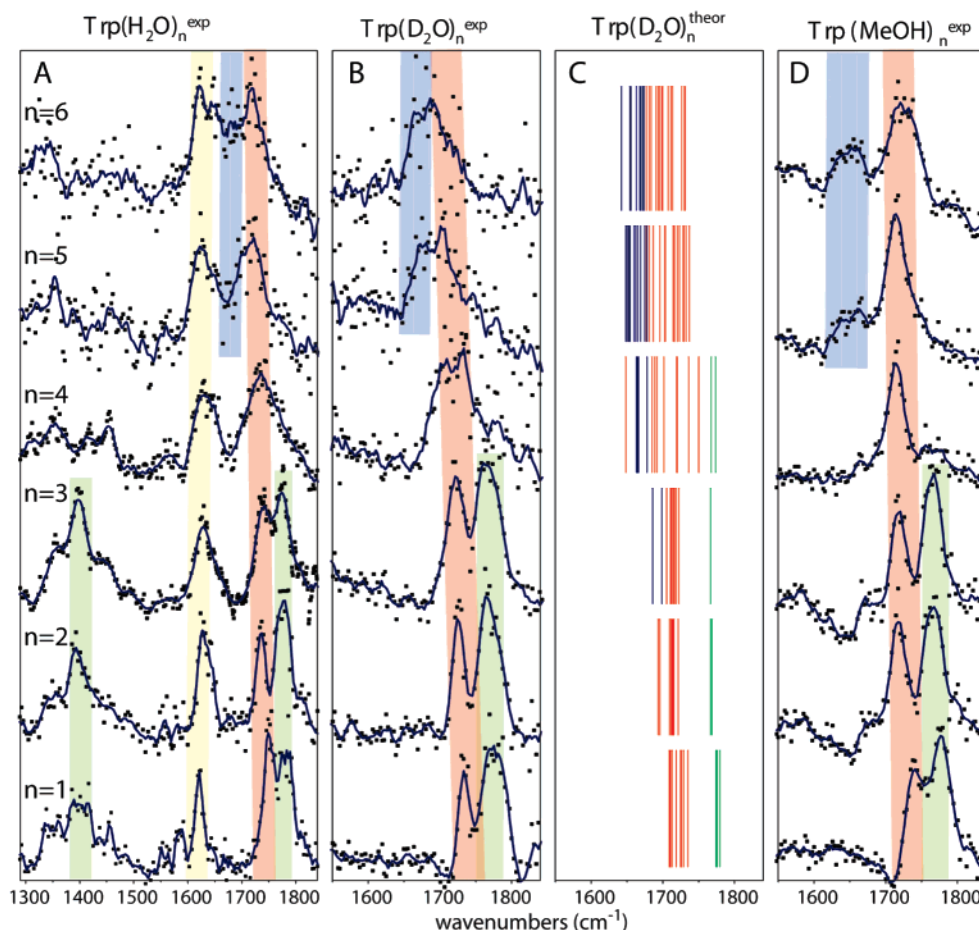 Trp(H₂O)ₙᵉˣᵖ Trp(D₂O)ₙᵉˣᵖ Trp(D₂O)ₙᵗʰᵉᵒʳ Trp (MeOH)ₙᵉˣᵖ
A B C D
n=6
n=5
n=4
n=3
n=2
n=1
1300 1400 1500 1600 1700 1800 1600 1700 1800 1600 1700 1800 1600 1700 1800
wavenumbers (cm⁻¹)